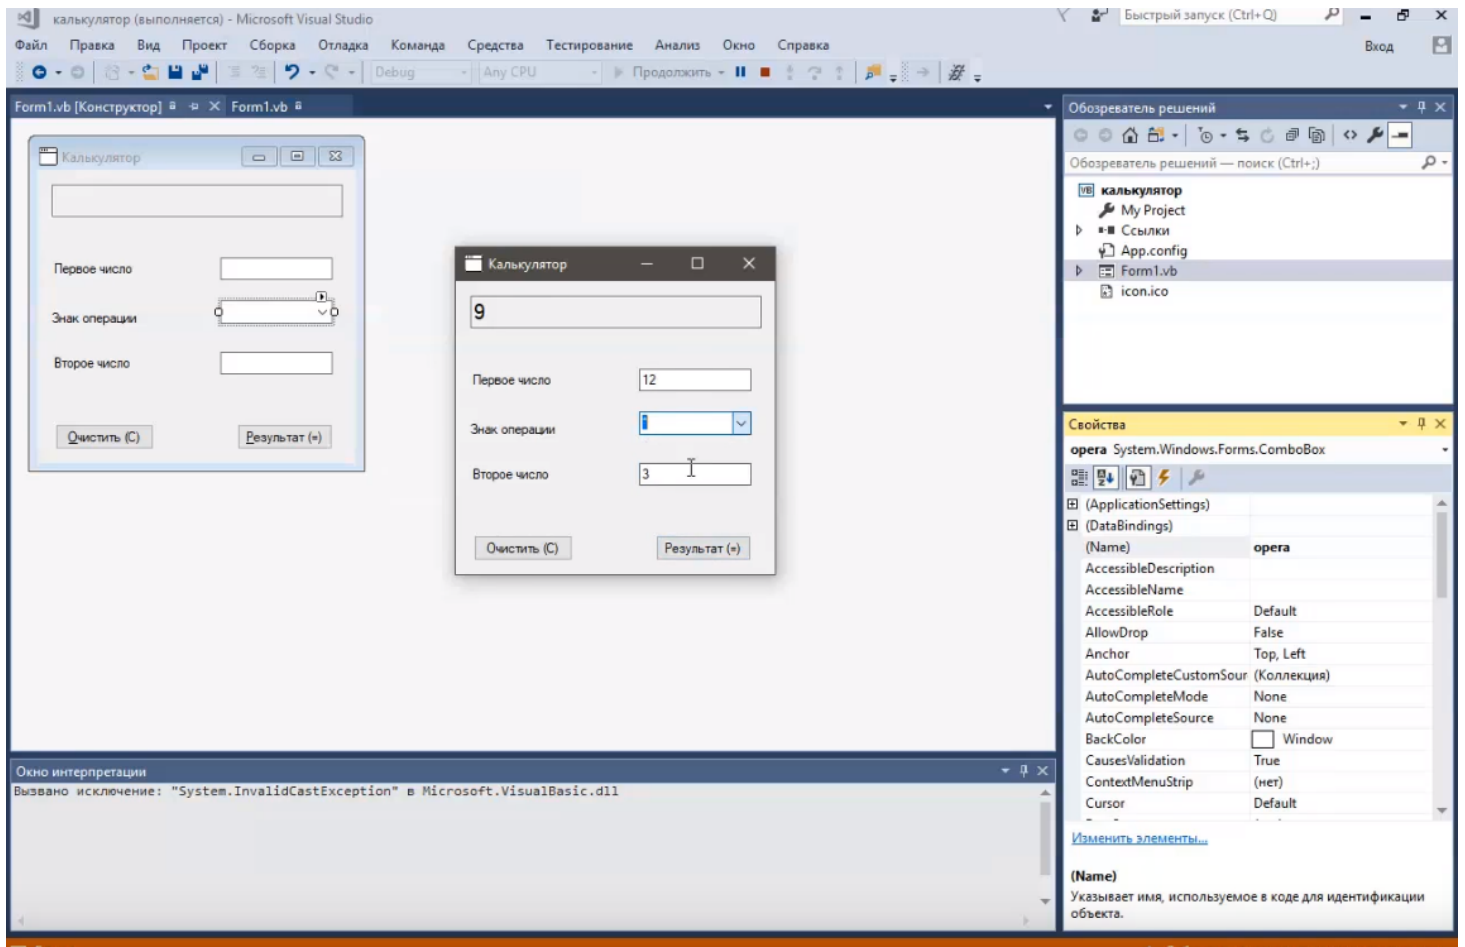 калькулятор (выполняется) - Microsoft Visual Studio
Быстрый запуск (Ctrl+Q)
Файл Правка Вид Проект Сборка Отладка Команда Средства Тестирование Анализ Окно Справка
Вход
Debug Any CPU Продолжить
Form1.vb [Конструктор] Form1.vb
Калькулятор
Первое число
Знак операции
Второе число
Очистить (C) Результат (=)
Калькулятор
9
Первое число 12
Знак операции
Второе число 3
Очистить (C) Результат (=)
Окно интерпретации
Вызвано исключение: "System.InvalidCastException" в Microsoft.VisualBasic.dll
Обозреватель решений
Обозреватель решений — поиск (Ctrl+;)
VB калькулятор
My Project
Ссылки
App.config
Form1.vb
icon.ico
Свойства
opera System.Windows.Forms.ComboBox
(ApplicationSettings)
(DataBindings)
(Name) opera
AccessibleDescription
AccessibleName
AccessibleRole Default
AllowDrop False
Anchor Top, Left
AutoCompleteCustomSour (Коллекция)
AutoCompleteMode None
AutoCompleteSource None
BackColor Window
CausesValidation True
ContextMenuStrip (нет)
Cursor Default
Изменить элементы...
(Name)
Указывает имя, используемое в коде для идентификации
объекта.